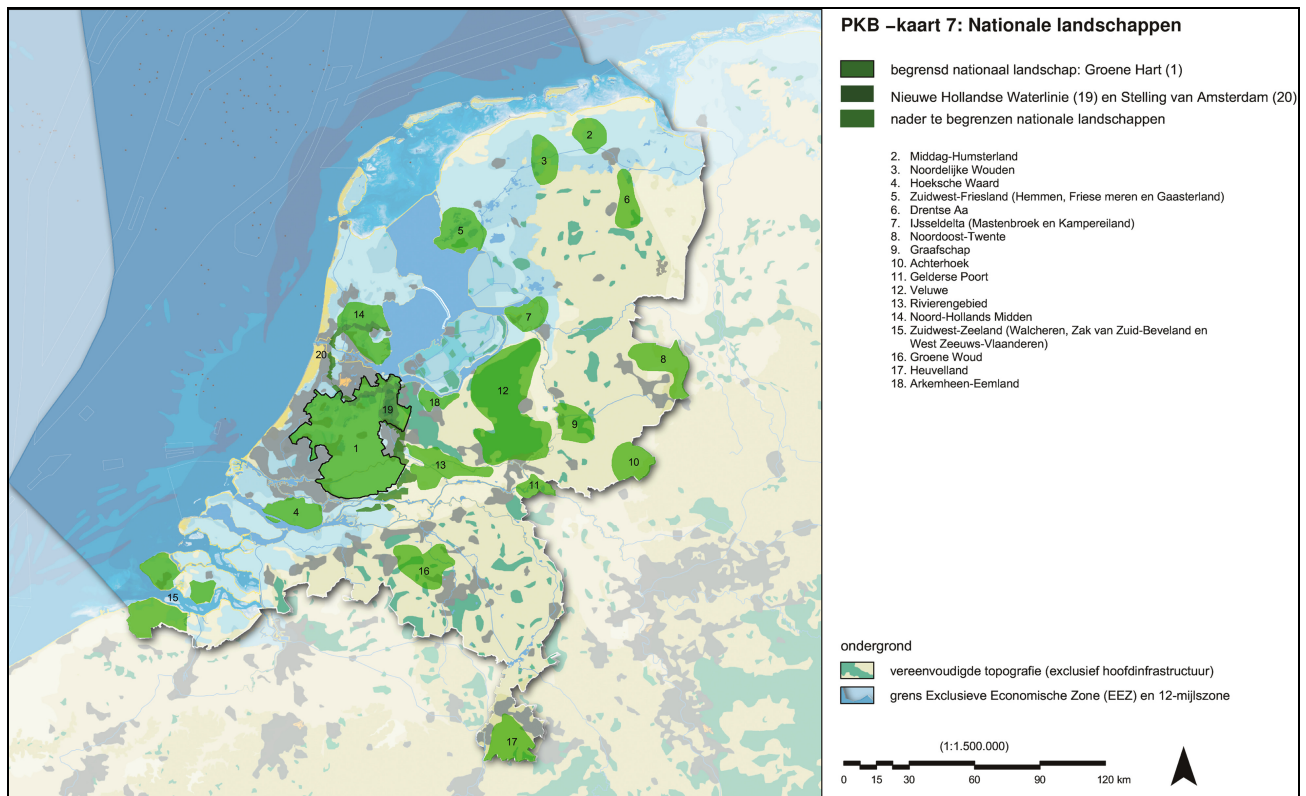 PKB –kaart 7: Nationale landschappen
begrensd nationaal landschap: Groene Hart (1)
Nieuwe Hollandse Waterlinie (19) en Stelling van Amsterdam (20)
nader te begrenzen nationale landschappen
2. Middag-Humsterland
3. Noordelijke Wouden
4. Hoeksche Waard
5. Zuidwest-Friesland (Hemmen, Friese meren en Gaasterland)
6. Drentse Aa
7. IJsseldelta (Mastenbroek en Kampereiland)
8. Noordoost-Twente
9. Graafschap
10. Achterhoek
11. Gelderse Poort
12. Veluwe
13. Rivierengebied
14. Noord-Hollands Midden
15. Zuidwest-Zeeland (Walcheren, Zak van Zuid-Beveland en
West Zeeuws-Vlaanderen)
16. Groene Woud
17. Heuvelland
18. Arkemheen-Eemland
ondergrond
vereenvoudigde topografie (exclusief hoofdinfrastructuur)
grens Exclusieve Economische Zone (EEZ) en 12-mijlszone
(1:1.500.000)
0 15 30 60 90 120 km
2
3
6
5
14
7
20
8
12
18
19
9
1
13
10
11
4
16
15
17